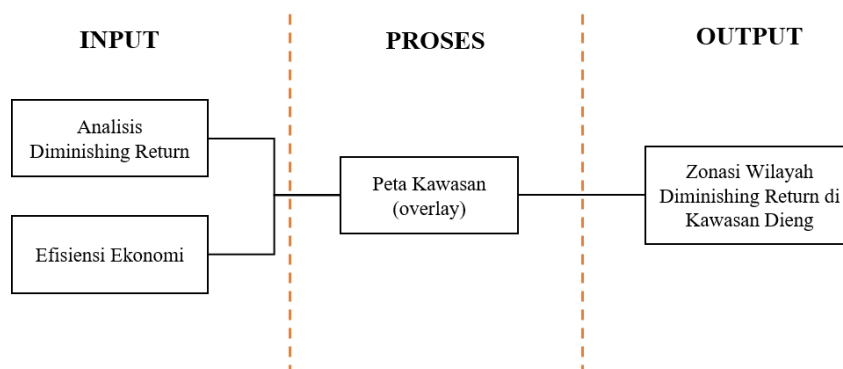 INPUT
PROSES
OUTPUT
Analisis
Diminishing Return
Efisiensi Ekonomi
Peta Kawasan
(overlay)
Zonasi Wilayah
Diminishing Return di
Kawasan Dieng